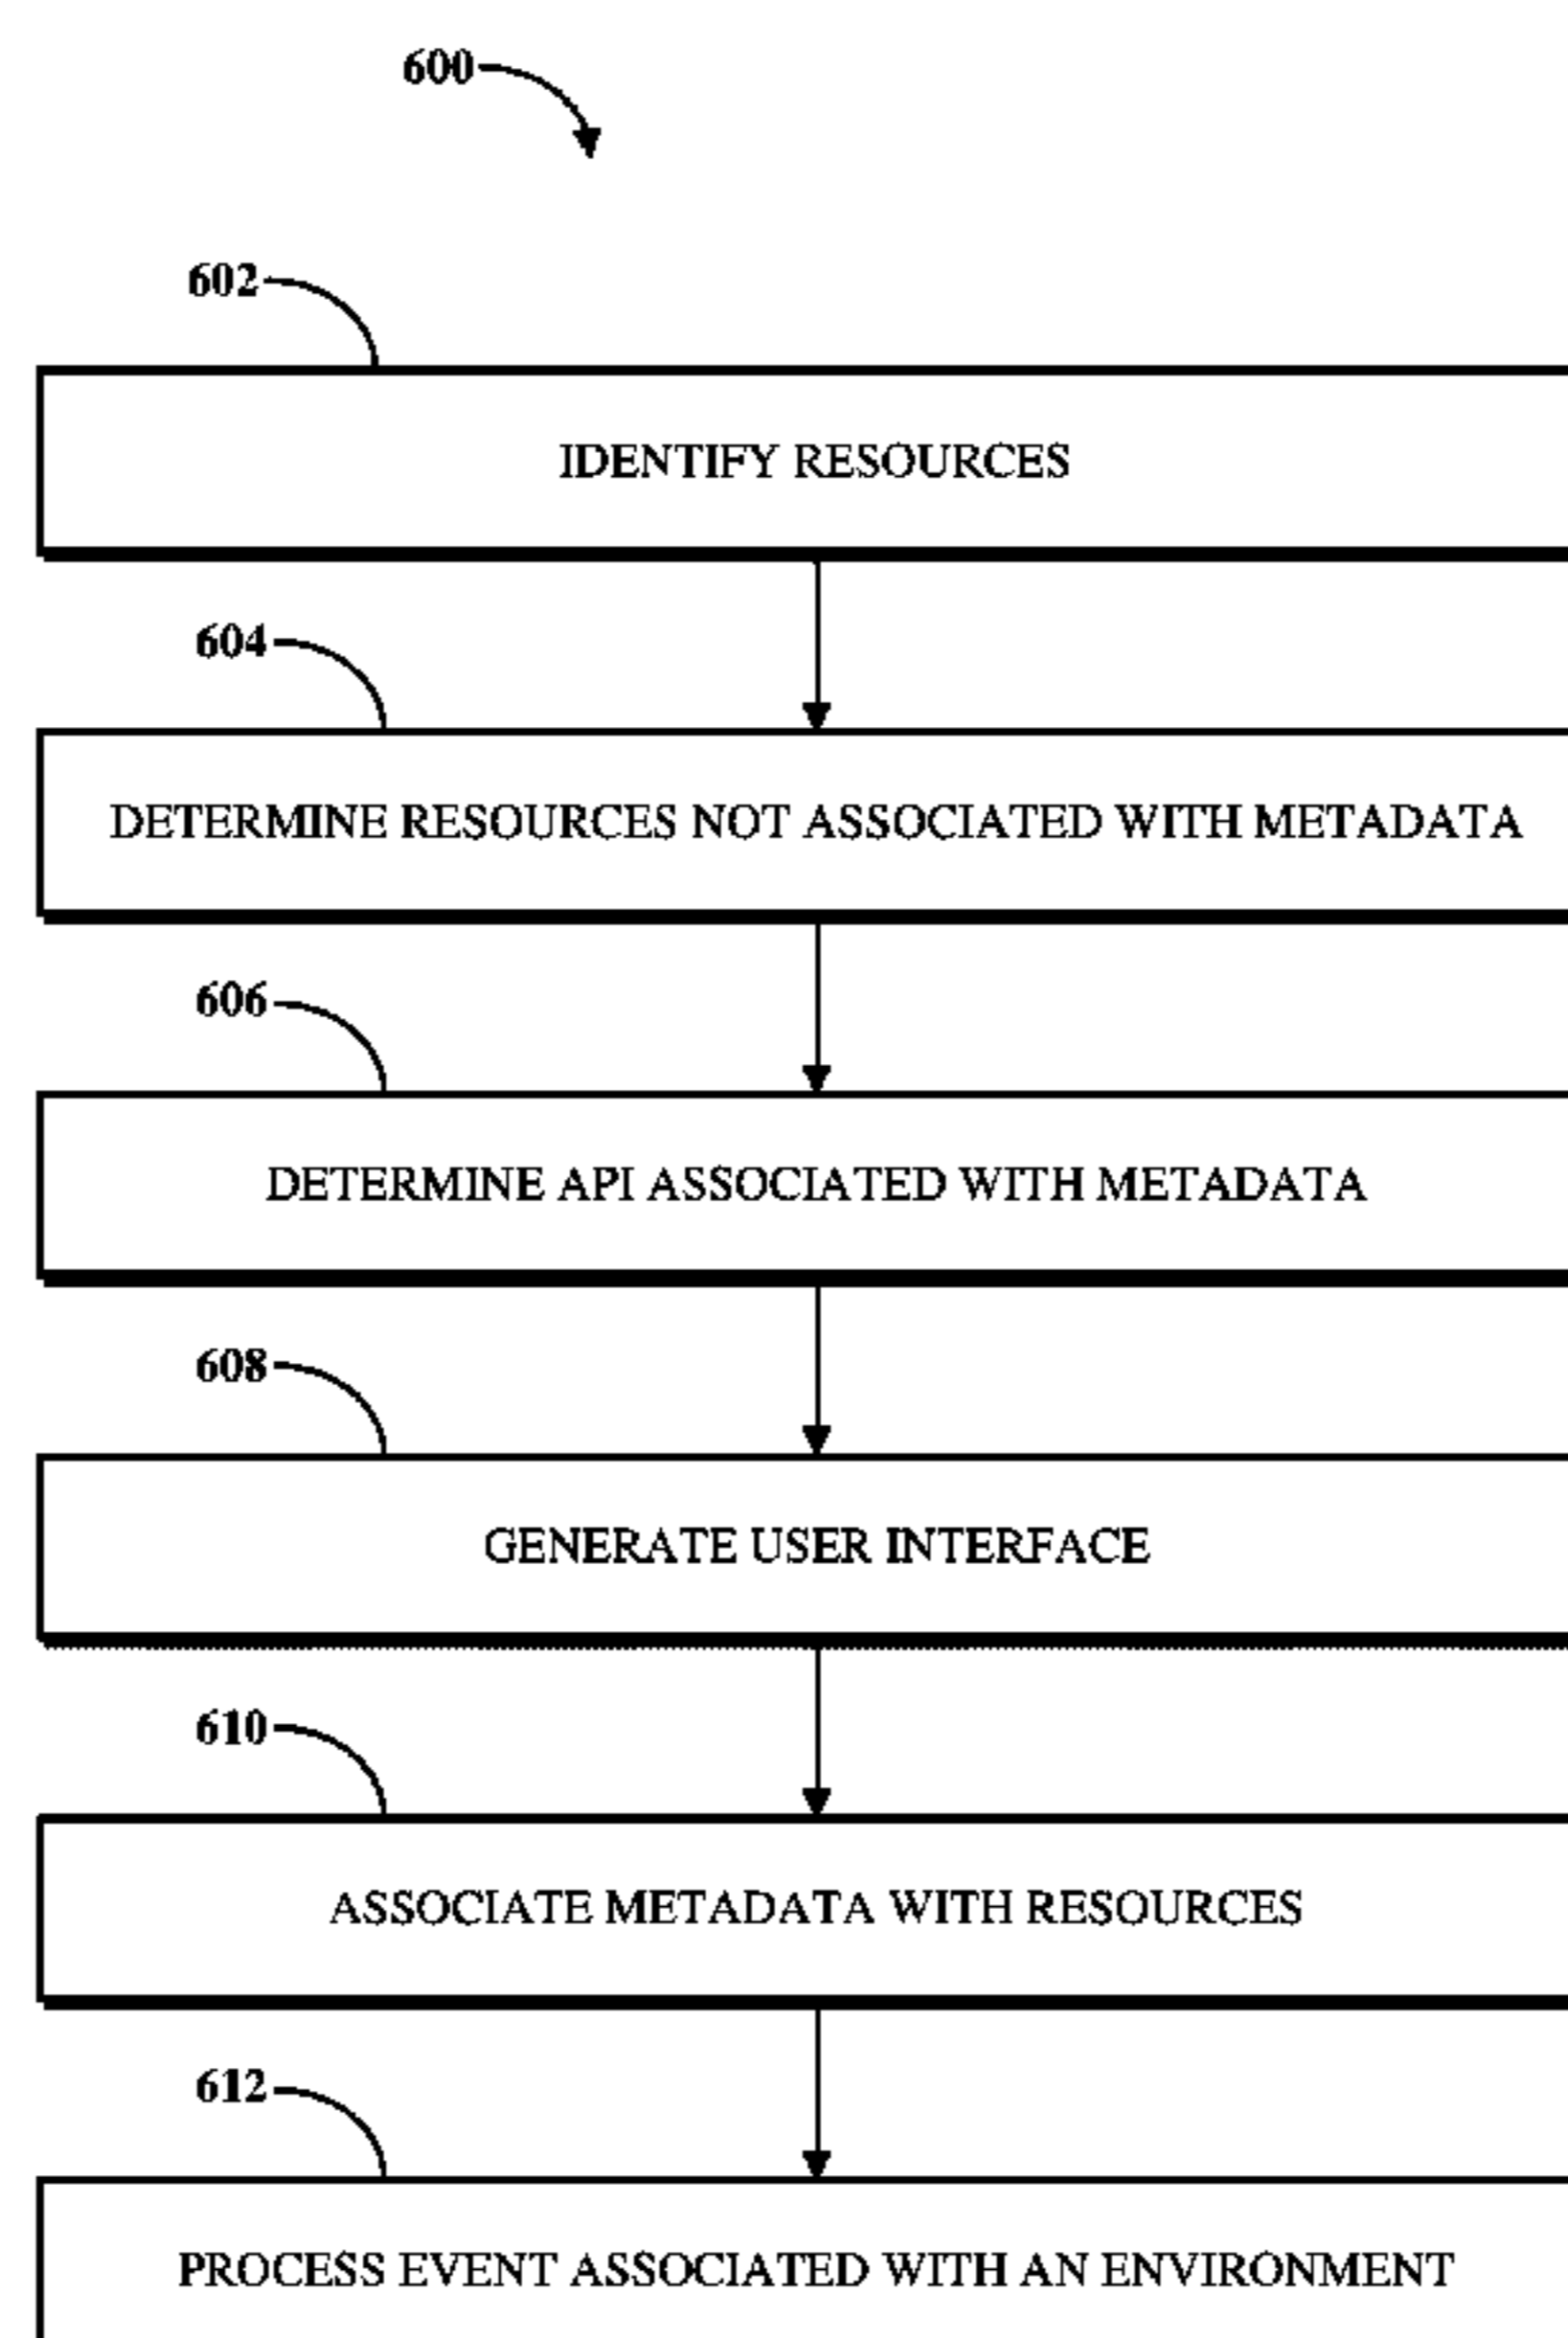 600
602
IDENTIFY RESOURCES
604
DETERMINE RESOURCES NOT ASSOCIATED WITH METADATA
606
DETERMINE API ASSOCIATED WITH METADATA
608
GENERATE USER INTERFACE
610
ASSOCIATE METADATA WITH RESOURCES
612
PROCESS EVENT ASSOCIATED WITH AN ENVIRONMENT